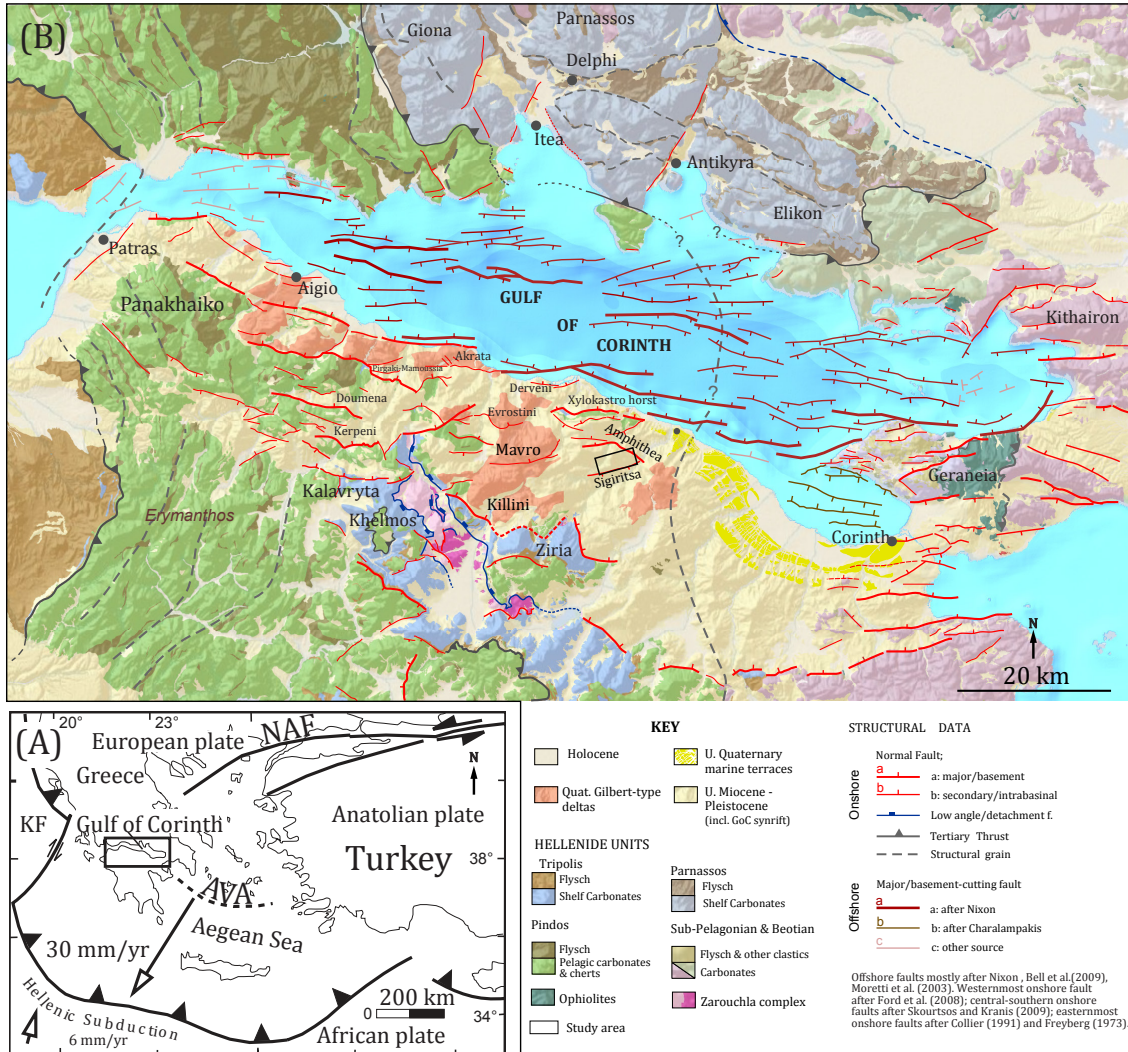 (B)
Giona
Parnassos
Delphi
Itea
Antikyra
Elikon
Patras
?
?
Aigio
Panakhaiko
GULF
OF
CORINTH
Kithairon
Akrata
Pirgaki-Mamoussia
Derveni
?
Doumena
Xylokastro horst
Evrostini
Kerpeni
Amphithea
Mavro
Sigiritsa
Geraneia
Kalavryta
Killini
Erymanthos
Khelmos
Ziria
Corinth
N
20 km
(A)
20°
23°
NAF
European plate
Greece
N
KF
Gulf of Corinth
Anatolian plate
Turkey
38°
AVA
Aegean Sea
30 mm/yr
200 km
0
Hellenic Subduction
6 mm/yr
African plate
34°
KEY
Holocene
U. Quaternary
marine terraces
Quat. Gilbert-type
deltas
U. Miocene -
Pleistocene
(incl. GoC synrift)
HELLENIDE UNITS
Tripolis
Flysch
Shelf Carbonates
Parnassos
Flysch
Shelf Carbonates
Pindos
Flysch
Pelagic carbonates
& cherts
Ophiolites
Study area
Sub-Pelagonian & Beotian
Flysch & other clastics
Carbonates
Zarouchla complex
STRUCTURAL DATA
Normal Fault;
Onshore
a
a: major/basement
b
b: secondary/intrabasinal
Low angle/detachment f.
Tertiary Thrust
Structural grain
Major/basement-cutting fault
Offshore
a
a: after Nixon
b
b: after Charalampakis
c
c: other source
Offshore faults mostly after Nixon , Bell et al.(2009),
Moretti et al. (2003). Westernmost onshore fault
after Ford et al. (2008); central-southern onshore
faults after Skourtsos and Kranis (2009); easternmost
onshore faults after Collier (1991) and Freyberg (1973).